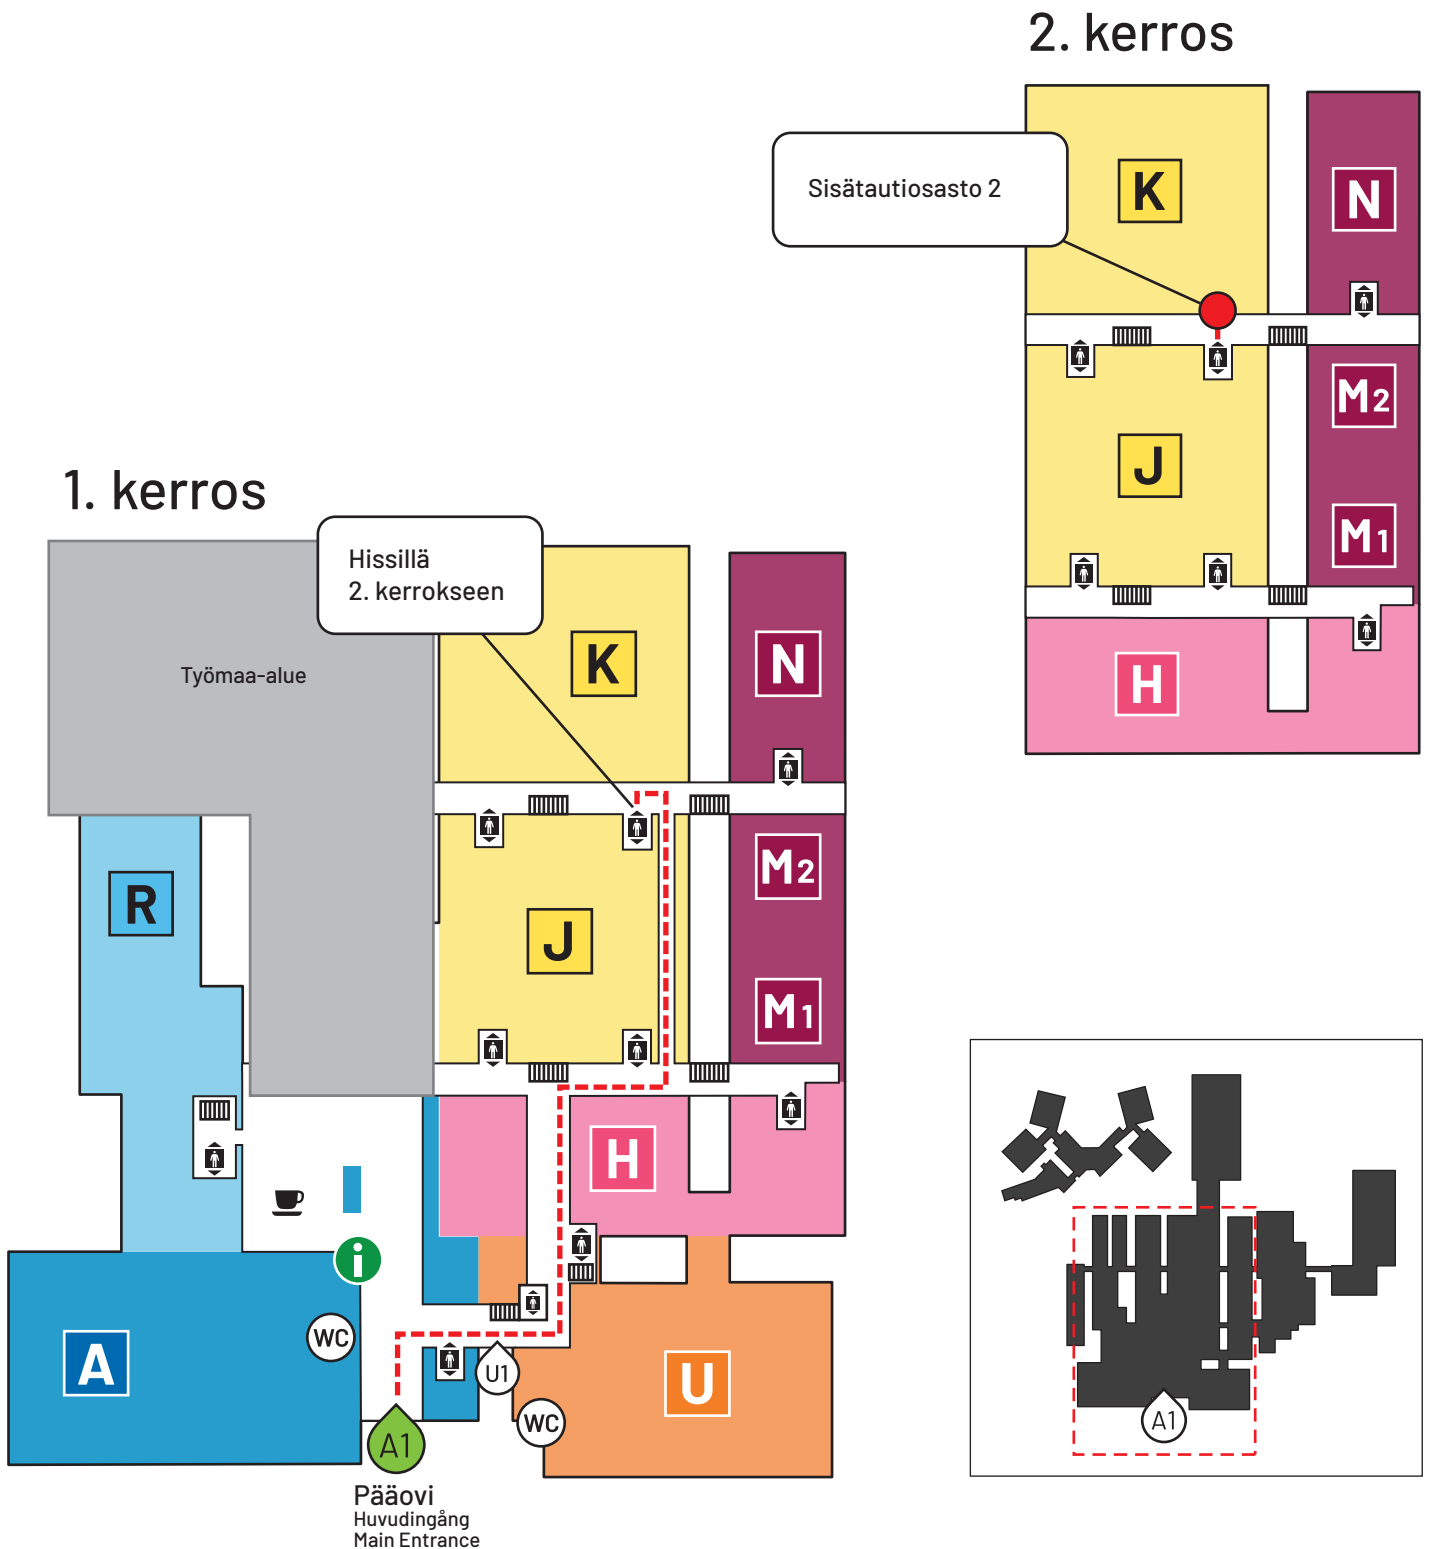 2. kerros
Sisätautiosasto 2
K
N
M2
J
M1
H
1. kerros
Hissillä
2. kerrokseen
Työmaa-alue
K
N
R
M2
J
M1
H
i
WC
A
U1
U
WC
A1
A1
Pääovi
Huvudingång
Main Entrance